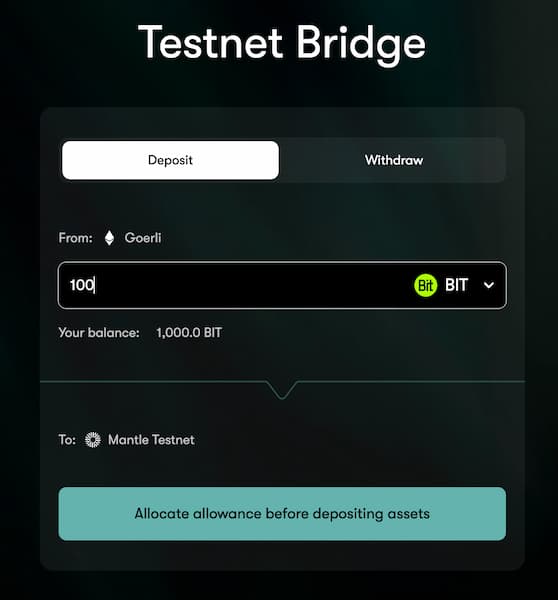 Testnet Bridge
Deposit Withdraw
From: Goerli
100 Bit BIT
Your balance: 1,000.0 BIT
To: Mantle Testnet
Allocate allowance before depositing assets